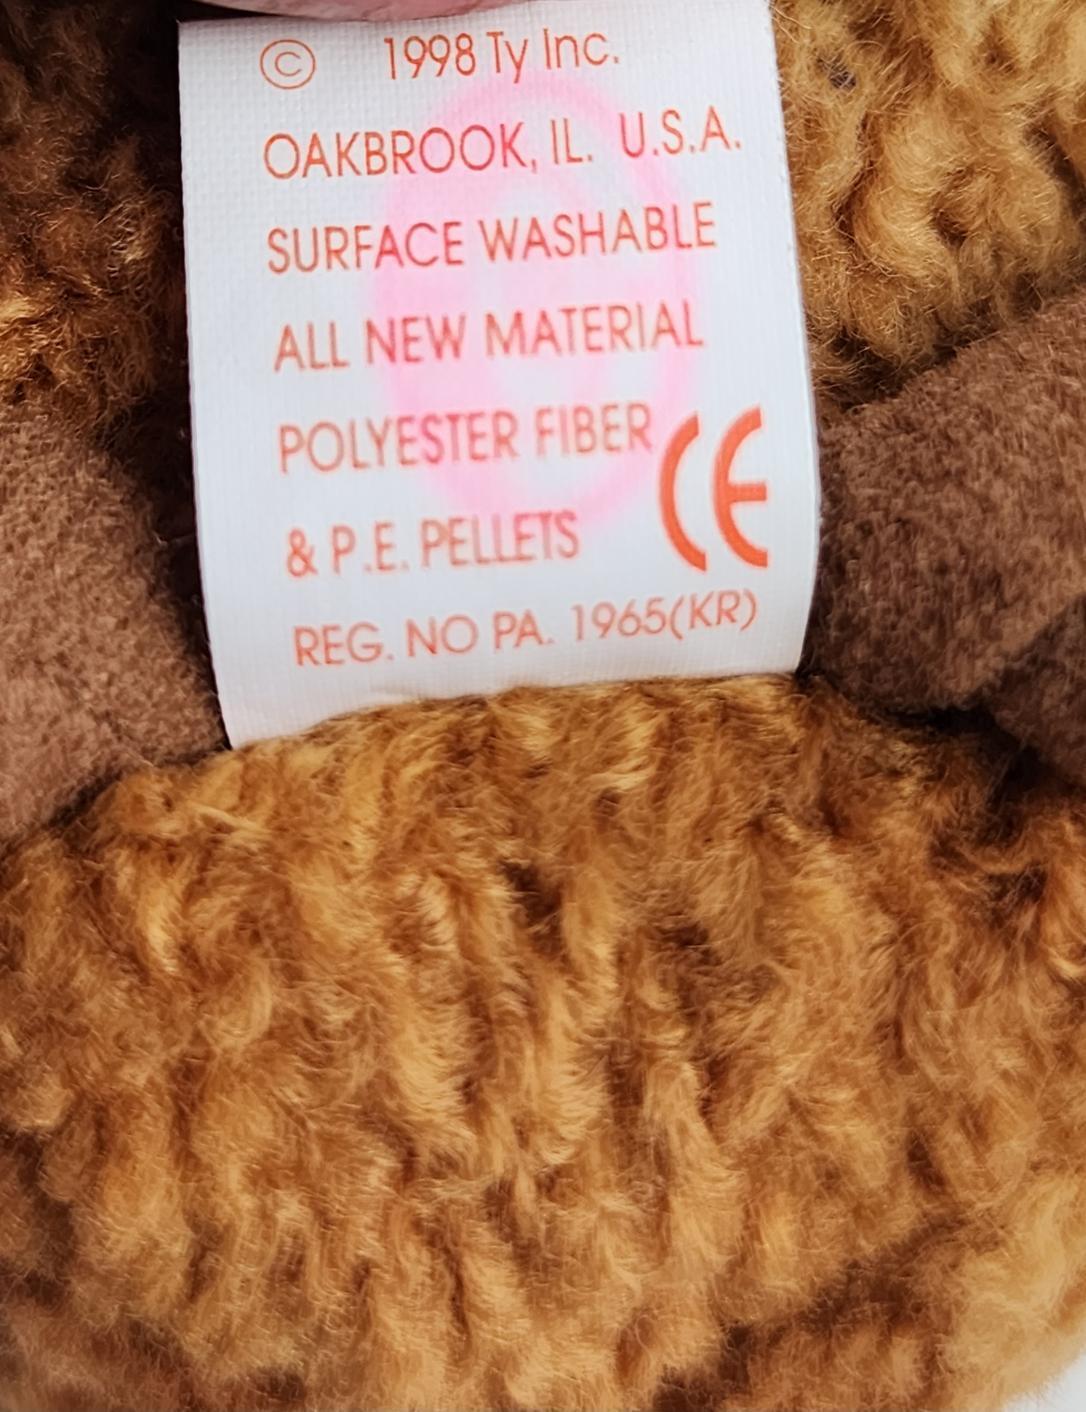 © 1998 Ty Inc.
OAKBROOK, IL. U.S.A.
SURFACE WASHABLE
ALL NEW MATERIAL
POLYESTER FIBER
& P.E. PELLETS CE
REG. NO PA. 1965(KR)